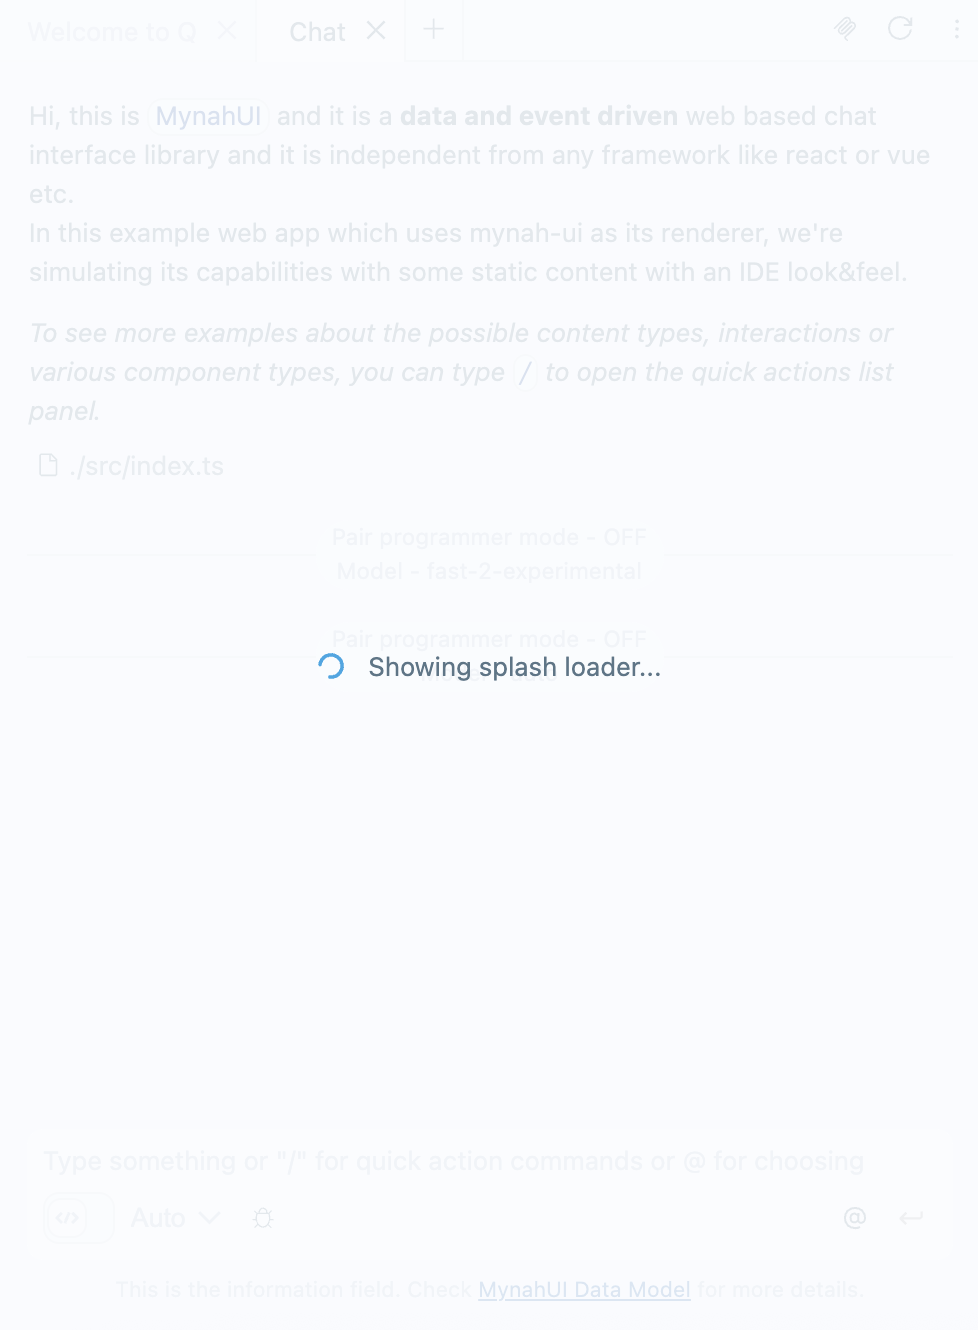 Welcome to Q
Chat
Hi, this is MynahUI and it is a data and event driven web based chat
interface library and it is independent from any framework like react or vue
etc.
In this example web app which uses mynah-ui as its renderer, we're
simulating its capabilities with some static content with an IDE look&feel.
To see more examples about the possible content types, interactions or
various component types, you can type / to open the quick actions list
panel.
./src/index.ts
Pair programmer mode - OFF
Model - fast-2-experimental
Pair programmer mode - OFF
Showing splash loader...
Type something or "/" for quick action commands or @ for choosing
Auto
@
This is the information field. Check MynahUI Data Model for more details.